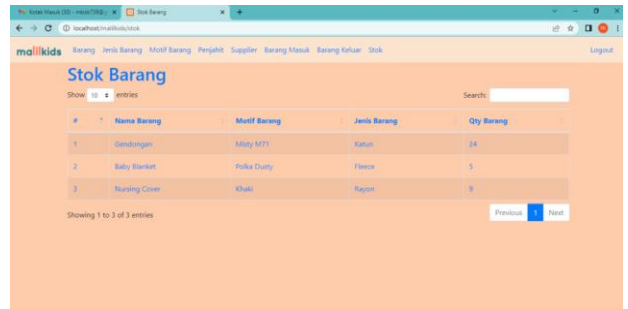 Stok Barang
localhost/malilkids/stok
malilkids Barang Jenis Barang Motif Barang Penjahit Supplier Barang Masuk Barang Keluar Stok Logout
Stok Barang
Show 10 entries Search:
# Nama Barang Motif Barang Jenis Barang Qty Barang
1 Gendongan Misty M71 Katun 24
2 Baby Blanket Polka Dusty Fleece 5
3 Nursing Cover Khaki Rayon 9
Showing 1 to 3 of 3 entries Previous 1 Next